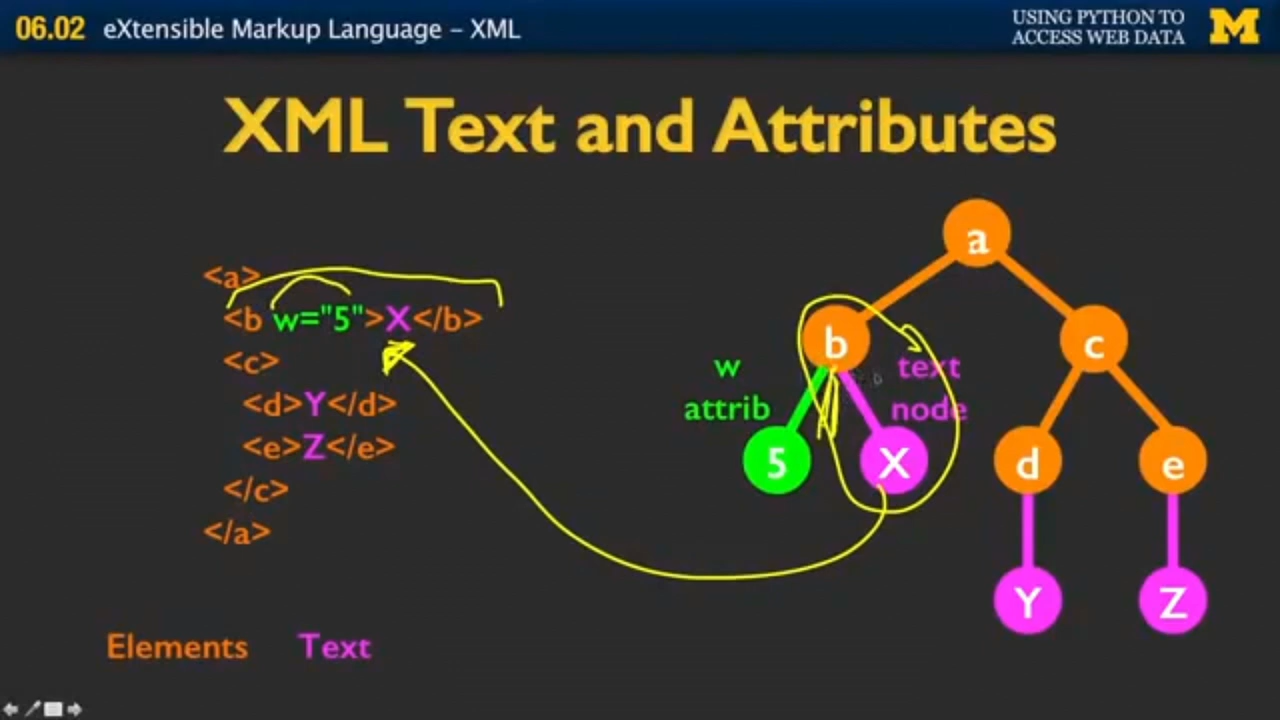 06.02 eXtensible Markup Language – XML
USING PYTHON TO
ACCESS WEB DATA
M
XML Text and Attributes
<a>
<b w="5">X</b>
<c>
<d>Y</d>
<e>Z</e>
</c>
</a>
Elements Text
a
b
c
w
attrib
text
node
5
X
d
e
Y
Z